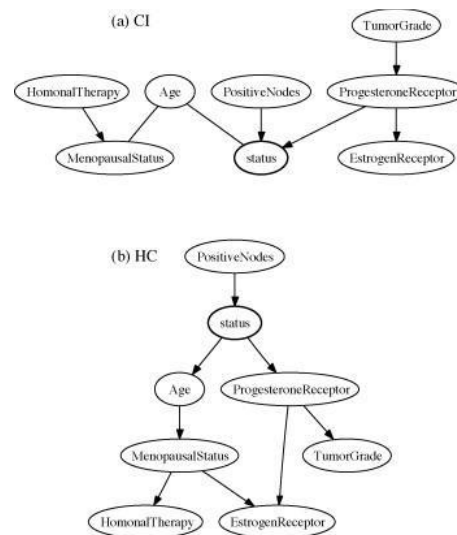 (a) CI
TumorGrade
HomonalTherapy
Age
PositiveNodes
ProgesteroneReceptor
MenopausalStatus
status
EstrogenReceptor
(b) HC
PositiveNodes
status
Age
ProgesteroneReceptor
MenopausalStatus
TumorGrade
HomonalTherapy
EstrogenReceptor